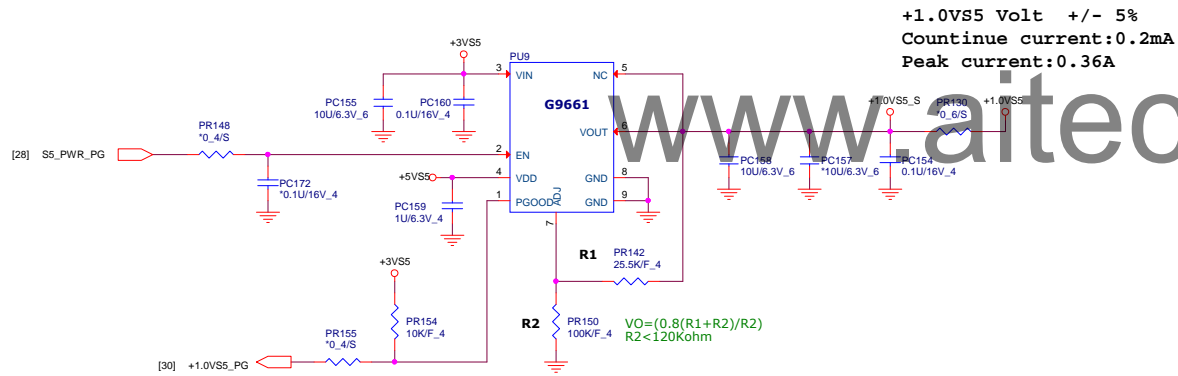 +1.0VS5 Volt +/- 5%
Countinue current:0.2mA
Peak current:0.36A
www.aitec
+3VS5
PU9
3
VIN
NC
5
G9661
PC155
10U/6.3V_6
PC160
0.1U/16V_4
+1.0VS5_S
PR130
*0_6/S
+1.0VS5
VOUT
6
PR148
*0_4/S
[28] S5_PWR_PG
2
EN
PC158
10U/6.3V_6
PC157
*10U/6.3V_6
PC154
0.1U/16V_4
PC172
*0.1U/16V_4
+5VS5
4
VDD
GND
8
1
PGOOD
GND
9
ADJ
7
PC159
1U/6.3V_4
R1
PR142
25.5K/F_4
+3VS5
PR154
10K/F_4
R2
PR150
100K/F_4
VO=(0.8(R1+R2)/R2)
R2<120Kohm
PR155
*0_4/S
[30] +1.0VS5_PG